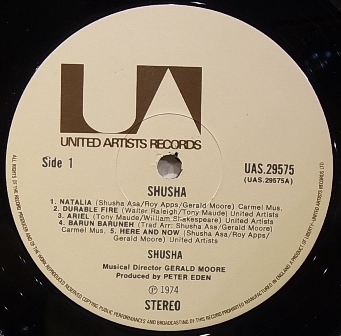 UA
UNITED ARTISTS RECORDS
Side 1
UAS.29575
(UAS.29575A)
SHUSHA
1. NATALIA (Shusha Asa/Roy Apps/Gerald Moore) Carmel Mus.
2. DURABLE FIRE (Walter Raleigh/Tony Maude) United Artists
3. ARIEL (Tony Maude/William Shakespeare) United Artists
4. BARUN BARUNEH (Trad Arr: Shusha Asa/Gerald
Moore) Carmel Mus. 5. HERE AND NOW (Shusha Asa/Roy Apps/
Gerald Moore) United Artists
SHUSHA
Musical Director GERALD MOORE
Produced by PETER EDEN
℗ 1974
STEREO